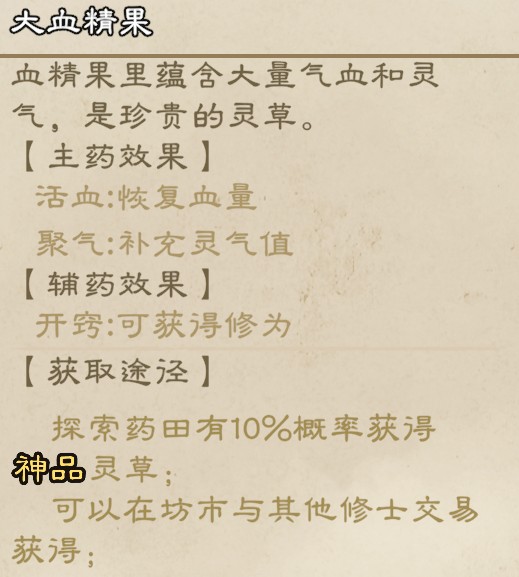 大血精果
血精果里蕴含大量气血和灵
气，是珍贵的灵草。
【主药效果】
活血:恢复血量
聚气:补充灵气值
【辅药效果】
开窍:可获得修为
【获取途径】
探索药田有10%概率获得
神品灵草；
可以在坊市与其他修士交易
获得；